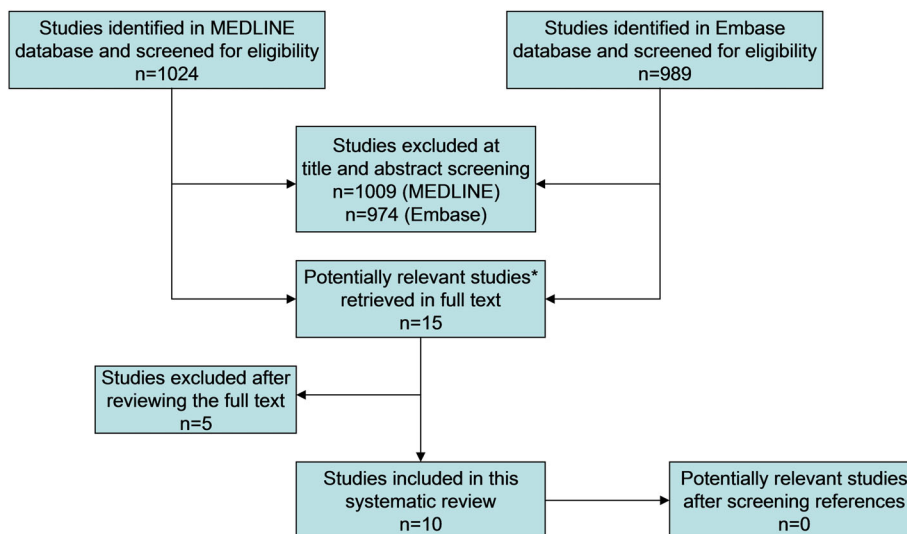 Studies identified in MEDLINE
database and screened for eligibility
n=1024
Studies identified in Embase
database and screened for eligibility
n=989
Studies excluded at
title and abstract screening
n=1009 (MEDLINE)
n=974 (Embase)
Potentially relevant studies*
retrieved in full text
n=15
Studies excluded after
reviewing the full text
n=5
Studies included in this
systematic review
n=10
Potentially relevant studies
after screening references
n=0